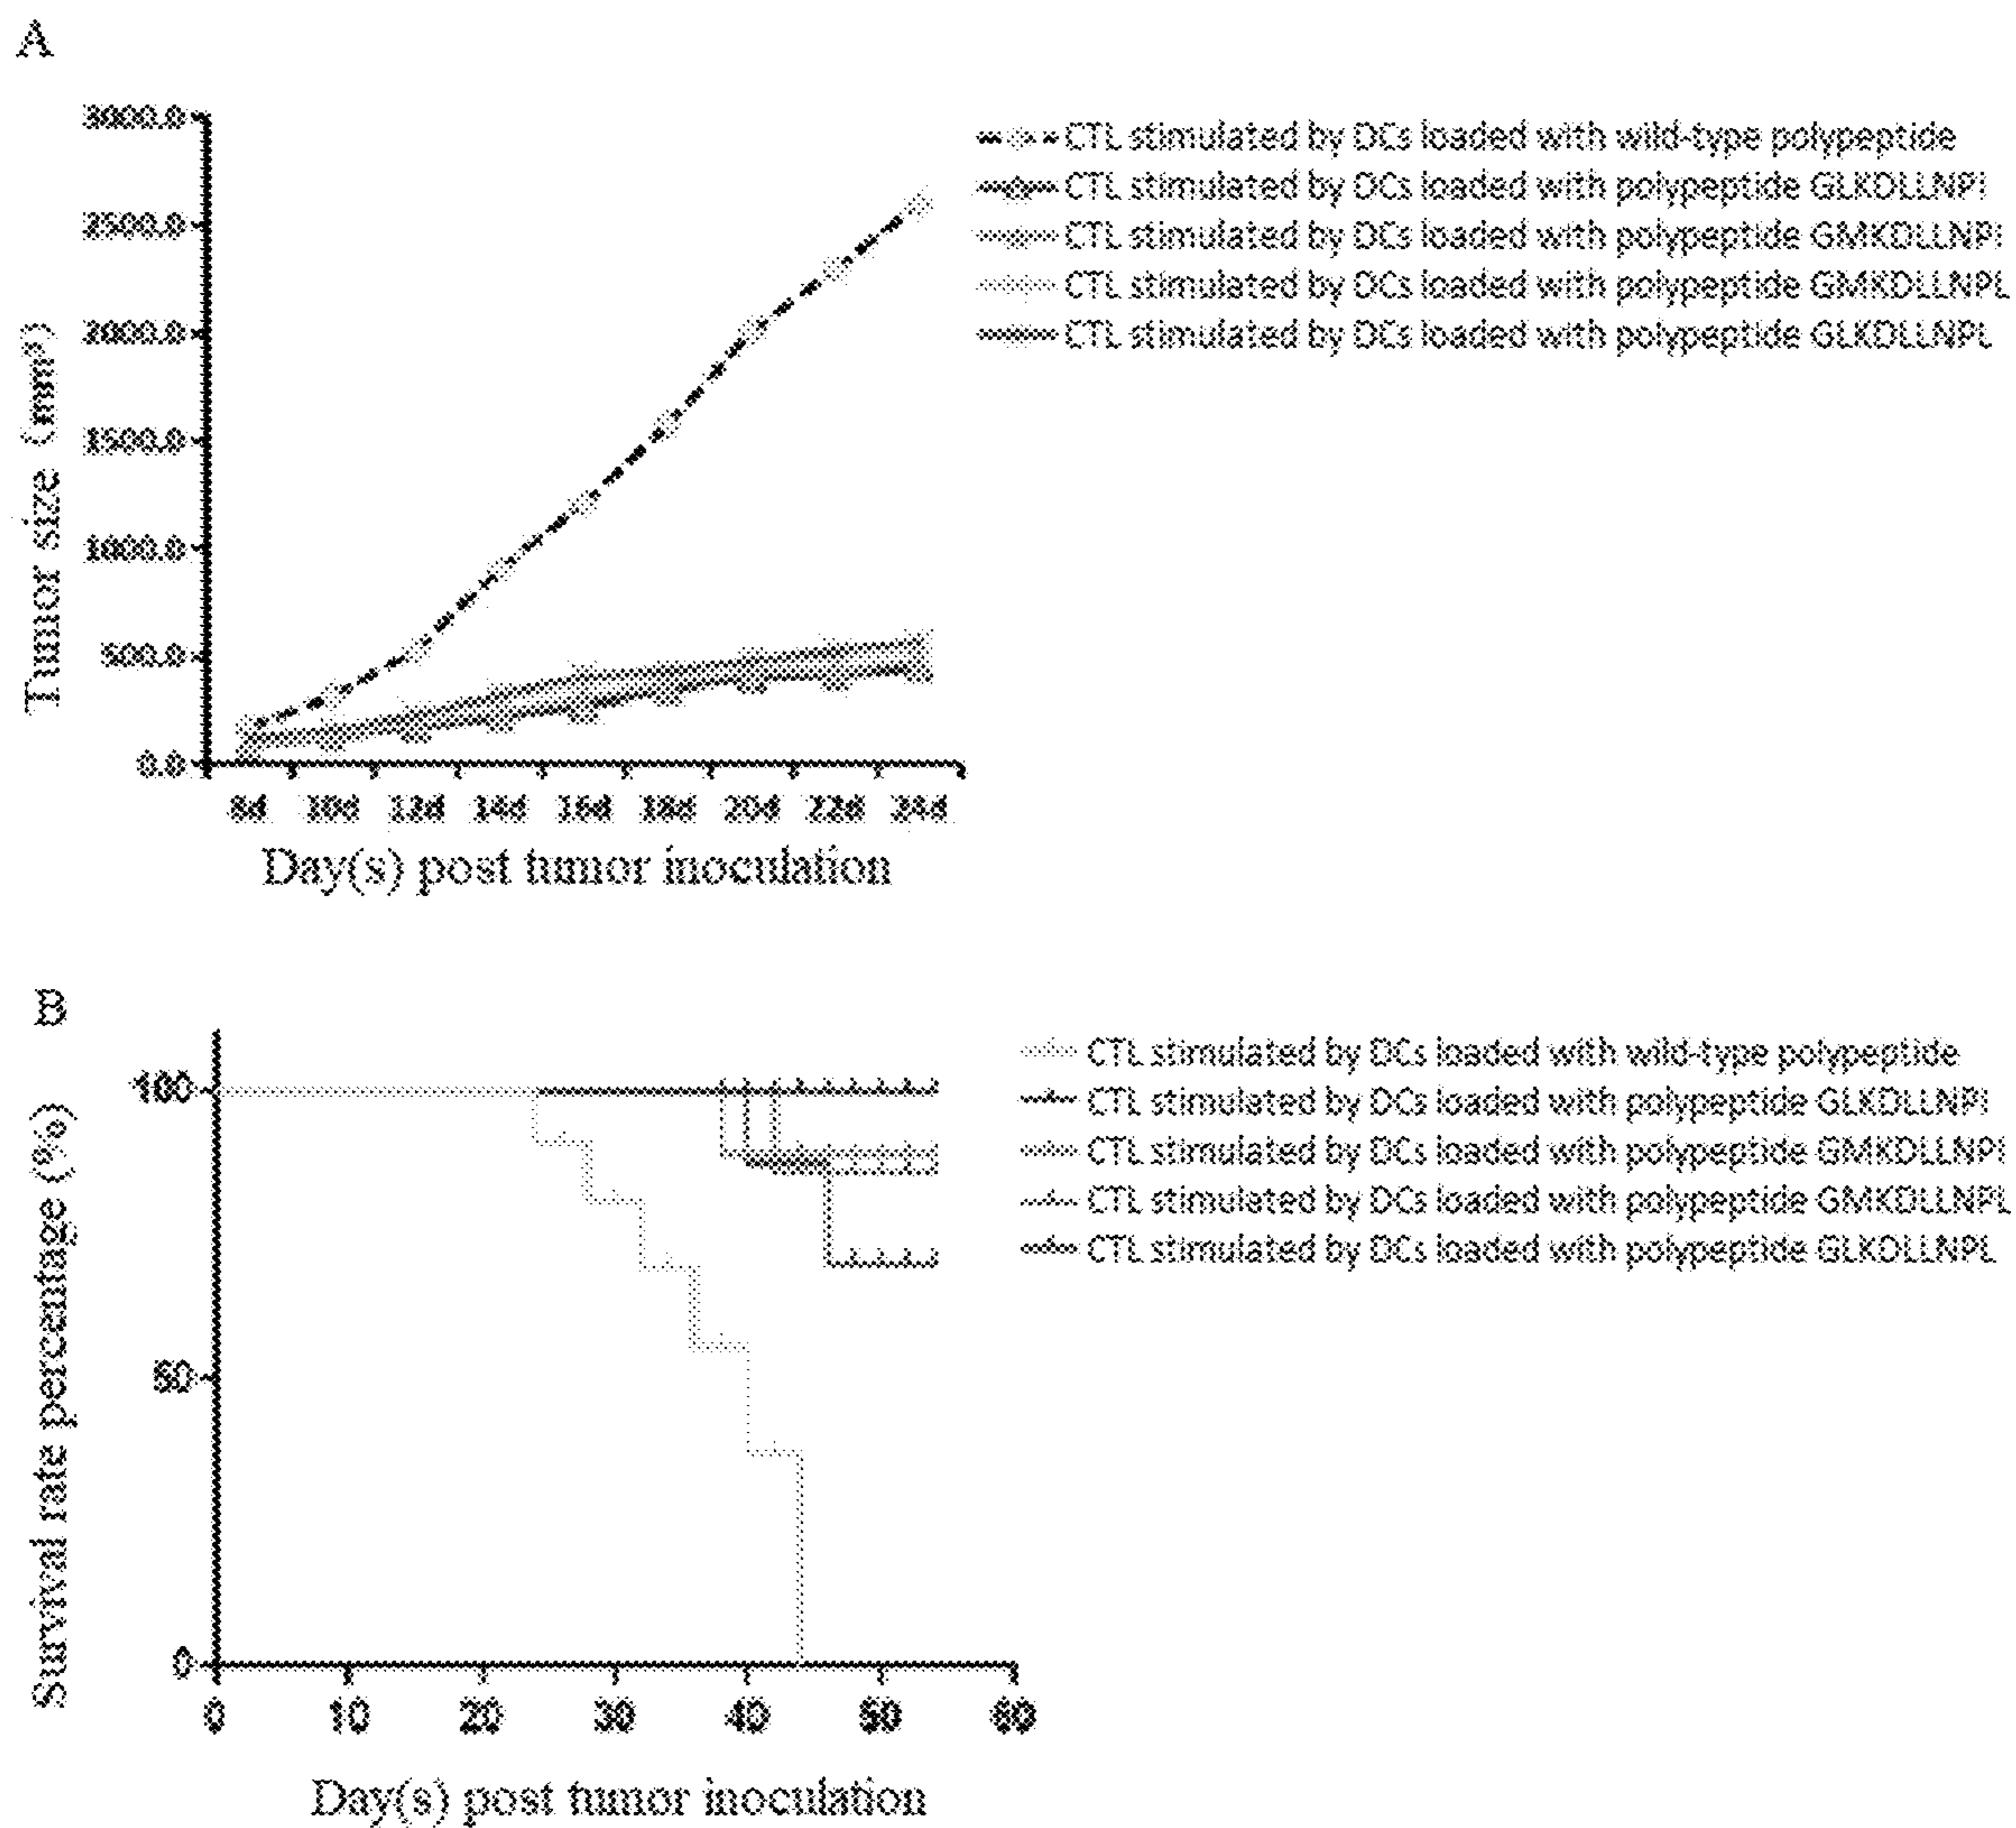 A
3000.0
2500.0
2000.0
1500.0
1000.0
500.0
0.0
Tumor size (mm³)
8d 10d 12d 14d 16d 18d 20d 22d 24d
Day(s) post tumor inoculation
CTL stimulated by DCs loaded with wild-type polypeptide
CTL stimulated by DCs loaded with polypeptide GLKDLLNPI
CTL stimulated by DCs loaded with polypeptide GMKDLLNPI
CTL stimulated by DCs loaded with polypeptide GMKDLLNPL
CTL stimulated by DCs loaded with polypeptide GLKDLLNPL
B
100
50
0
Survival rate percentage (%)
0 10 20 30 40 50 60
Day(s) post tumor inoculation
CTL stimulated by DCs loaded with wild-type polypeptide
CTL stimulated by DCs loaded with polypeptide GLKDLLNPI
CTL stimulated by DCs loaded with polypeptide GMKDLLNPI
CTL stimulated by DCs loaded with polypeptide GMKDLLNPL
CTL stimulated by DCs loaded with polypeptide GLKDLLNPL